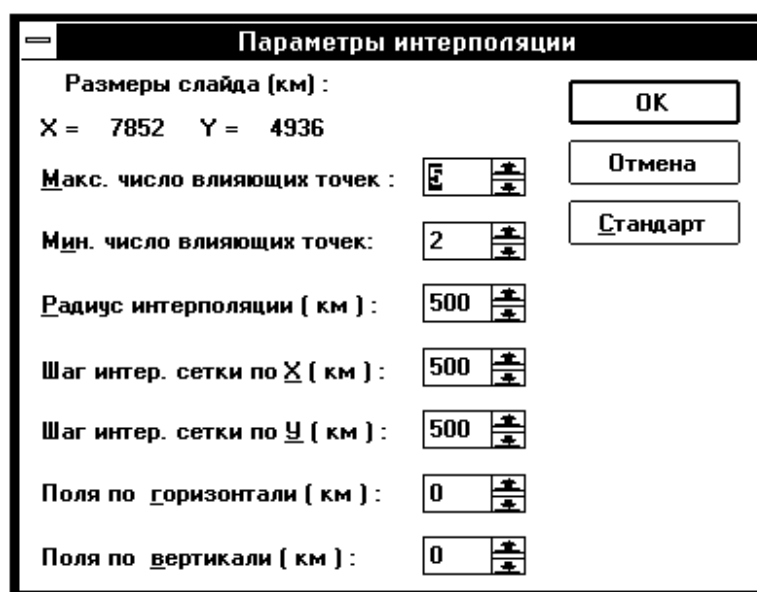 Параметры интерполяции
Размеры слайда (км) :
X = 7852 Y = 4936
Макс. число влияющих точек : 5
Мин. число влияющих точек: 2
Радиус интерполяции ( км ) : 500
Шаг интер. сетки по X ( км ) : 500
Шаг интер. сетки по У ( км ) : 500
Поля по горизонтали ( км ) : 0
Поля по вертикали ( км ) : 0
OK
Отмена
Стандарт